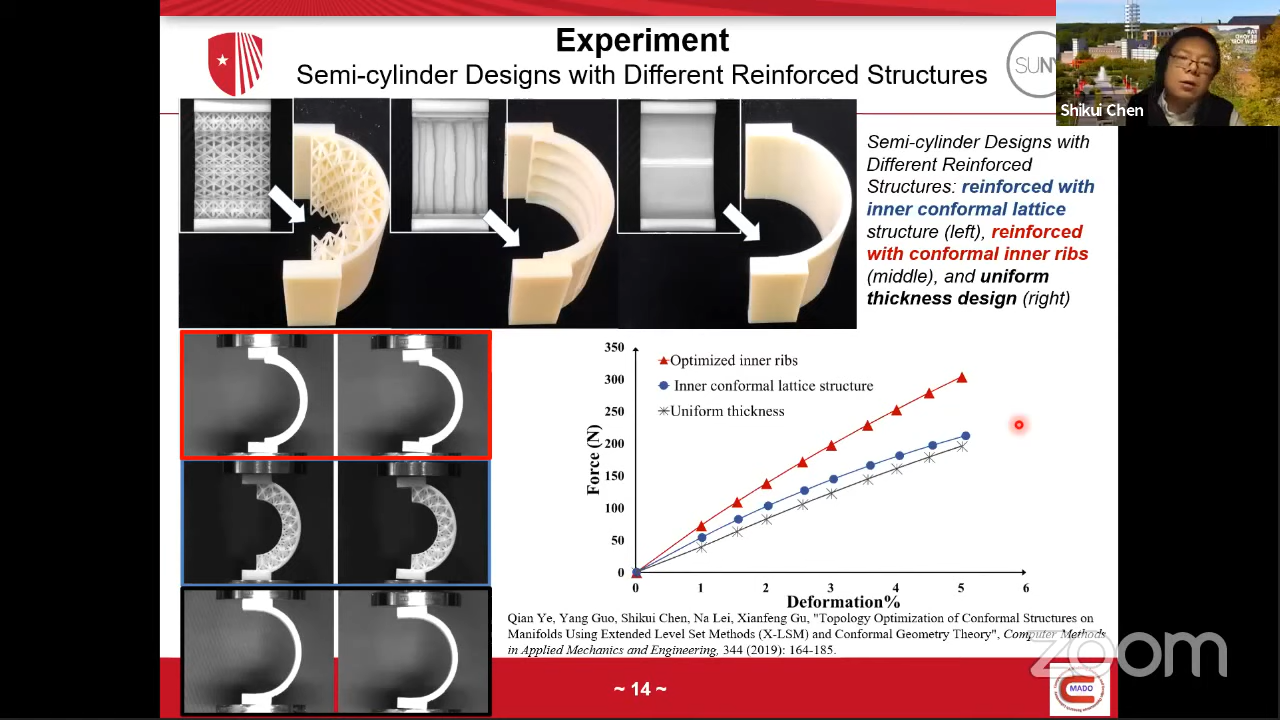 Experiment
Semi-cylinder Designs with Different Reinforced Structures
SUNY
FAR
BEYOND
NEW YORK
Shikui Chen
Semi-cylinder Designs with
Different Reinforced
Structures: reinforced with
inner conformal lattice
structure (left), reinforced
with conformal inner ribs
(middle), and uniform
thickness design (right)
350
300
250
200
150
100
50
0
Force (N)
Optimized inner ribs
Inner conformal lattice structure
Uniform thickness
0 1 2 3 4 5 6
Deformation%
Qian Ye, Yang Guo, Shikui Chen, Na Lei, Xianfeng Gu, "Topology Optimization of Conformal Structures on
Manifolds Using Extended Level Set Methods (X-LSM) and Conformal Geometry Theory", Computer Methods
in Applied Mechanics and Engineering, 344 (2019): 164-185.
zoom
~ 14 ~
MADO